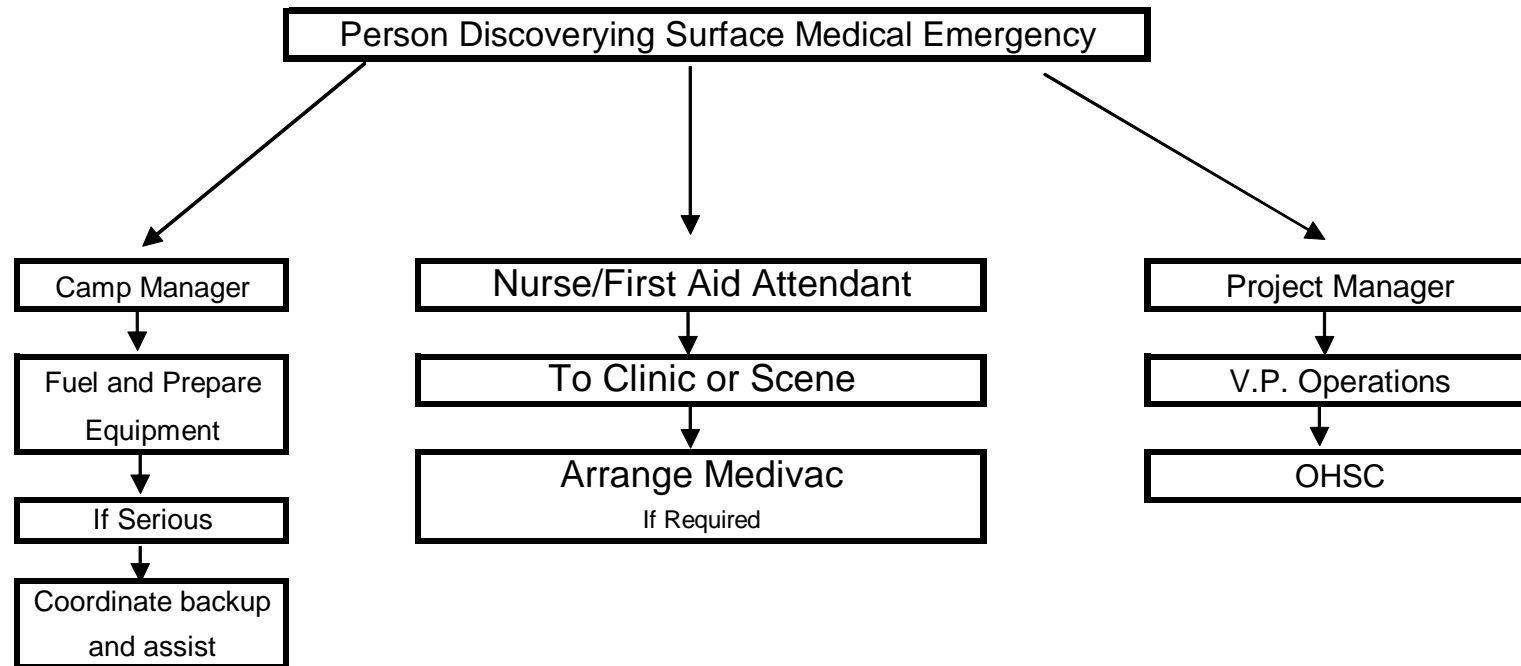 Person Discoverying Surface Medical Emergency
Camp Manager
Fuel and Prepare
Equipment
If Serious
Coordinate backup
and assist
Nurse/First Aid Attendant
To Clinic or Scene
Arrange Medivac
If Required
Project Manager
V.P. Operations
OHSC